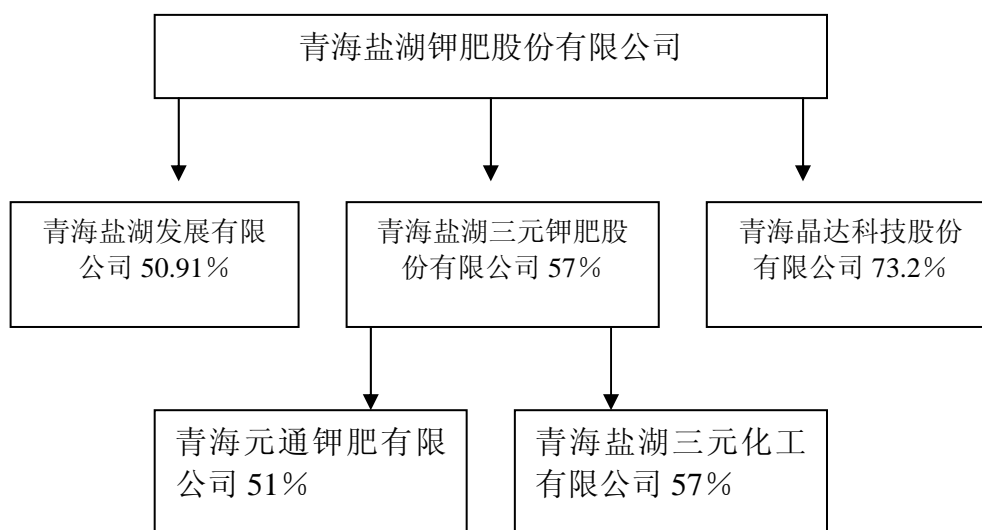 青海盐湖钾肥股份有限公司
青海盐湖发展有限
公司 50.91％
青海盐湖三元钾肥股
份有限公司 57％
青海晶达科技股份
有限公司 73.2％
青海元通钾肥有限
公司 51％
青海盐湖三元化工
有限公司 57％